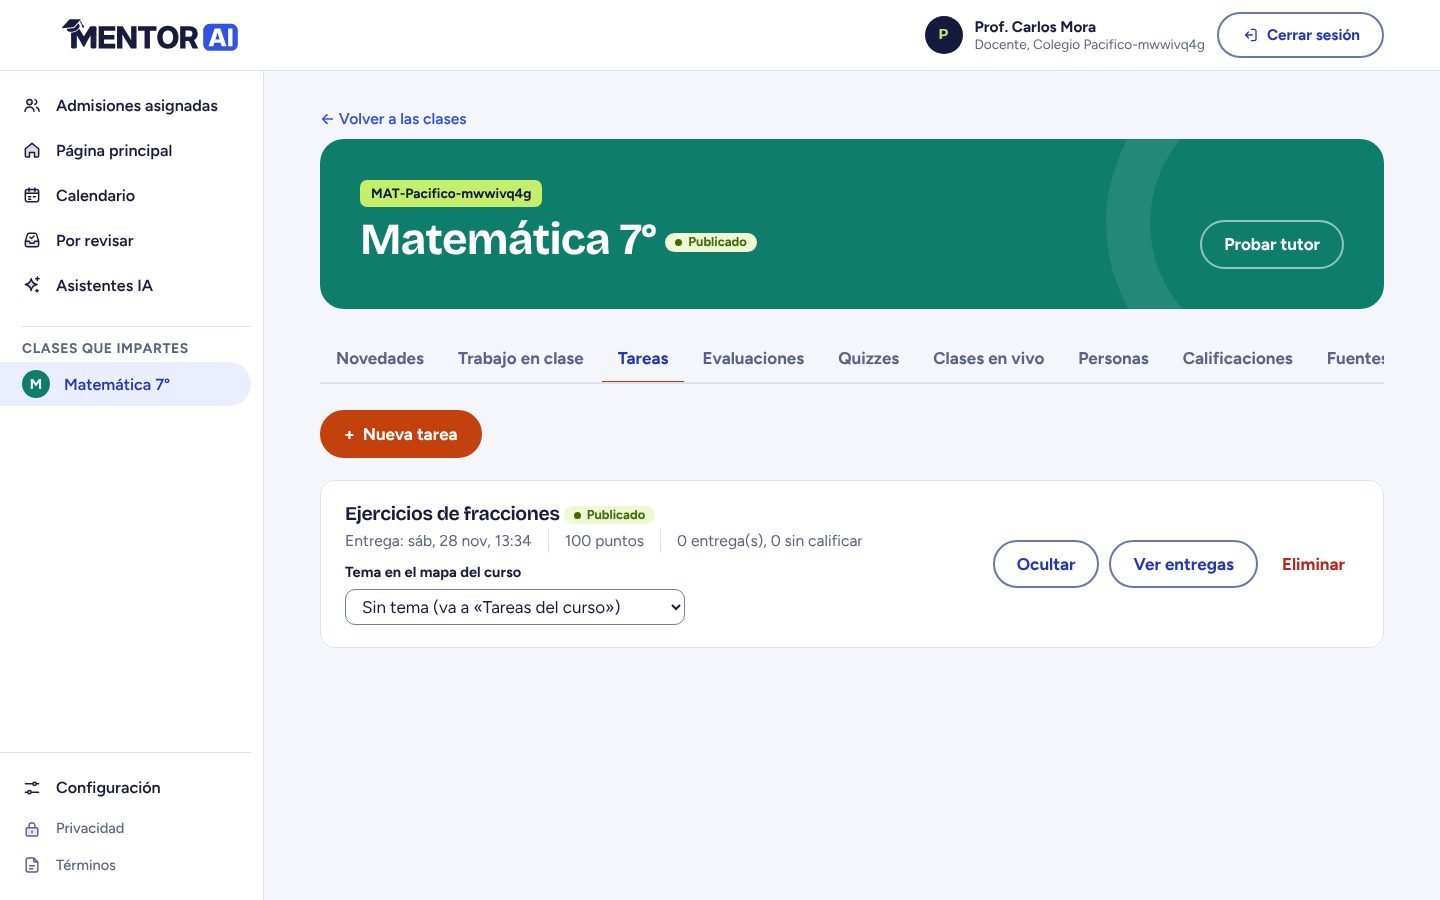 MENTOR AI
P
Prof. Carlos Mora
Docente, Colegio Pacifico-mwwivq4g
Cerrar sesión
Admisiones asignadas
Página principal
Calendario
Por revisar
Asistentes IA
CLASES QUE IMPARTES
M Matemática 7°
Configuración
Privacidad
Términos
← Volver a las clases
MAT-Pacifico-mwwivq4g
Matemática 7° Publicado
Probar tutor
Novedades Trabajo en clase Tareas Evaluaciones Quizzes Clases en vivo Personas Calificaciones Fuentes
+ Nueva tarea
Ejercicios de fracciones Publicado
Entrega: sáb, 28 nov, 13:34 100 puntos 0 entrega(s), 0 sin calificar
Tema en el mapa del curso
Sin tema (va a «Tareas del curso»)
Ocultar Ver entregas Eliminar